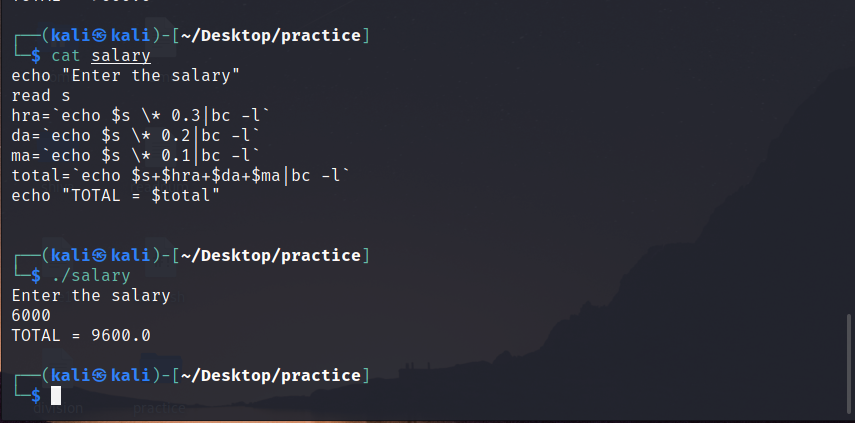 ┌──(kali㉿kali)-[~/Desktop/practice]
└─$ cat salary
echo "Enter the salary"
read s
hra=`echo $s \* 0.3|bc -l`
da=`echo $s \* 0.2|bc -l`
ma=`echo $s \* 0.1|bc -l`
total=`echo $s+$hra+$da+$ma|bc -l`
echo "TOTAL = $total"
┌──(kali㉿kali)-[~/Desktop/practice]
└─$ ./salary
Enter the salary
6000
TOTAL = 9600.0
┌──(kali㉿kali)-[~/Desktop/practice]
└─$
division practice